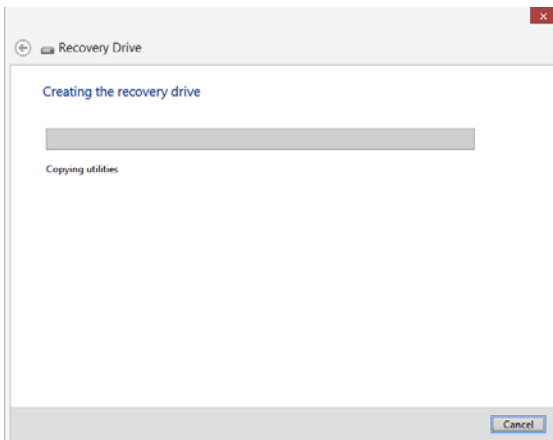 Recovery Drive
Creating the recovery drive
Copying utilities
Cancel